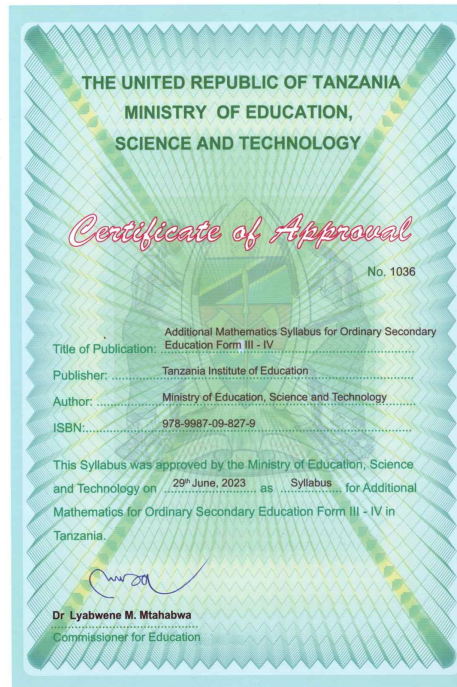 THE UNITED REPUBLIC OF TANZANIA
MINISTRY OF EDUCATION,
SCIENCE AND TECHNOLOGY
Certificate of Approval
No. 1036
Additional Mathematics Syllabus for Ordinary Secondary
Title of Publication: Education Form III - IV
Publisher: Tanzania Institute of Education
Author: Ministry of Education, Science and Technology
ISBN: 978-9987-09-827-9
This Syllabus was approved by the Ministry of Education, Science
and Technology on 29th June, 2023 as Syllabus for Additional
Mathematics for Ordinary Secondary Education Form III - IV in
Tanzania.
Dr Lyabwene M. Mtahabwa
Commissioner for Education